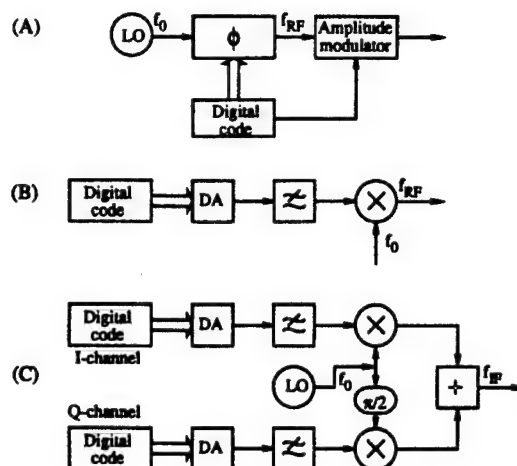 (A)
LO
f0
ϕ
fRF
Amplitude
modulator
Digital
code
(B)
Digital
code
DA
fRF
f0
(C)
Digital
code
I-channel
DA
LO
f0
π/2
+
fIF
Q-channel
Digital
code
DA